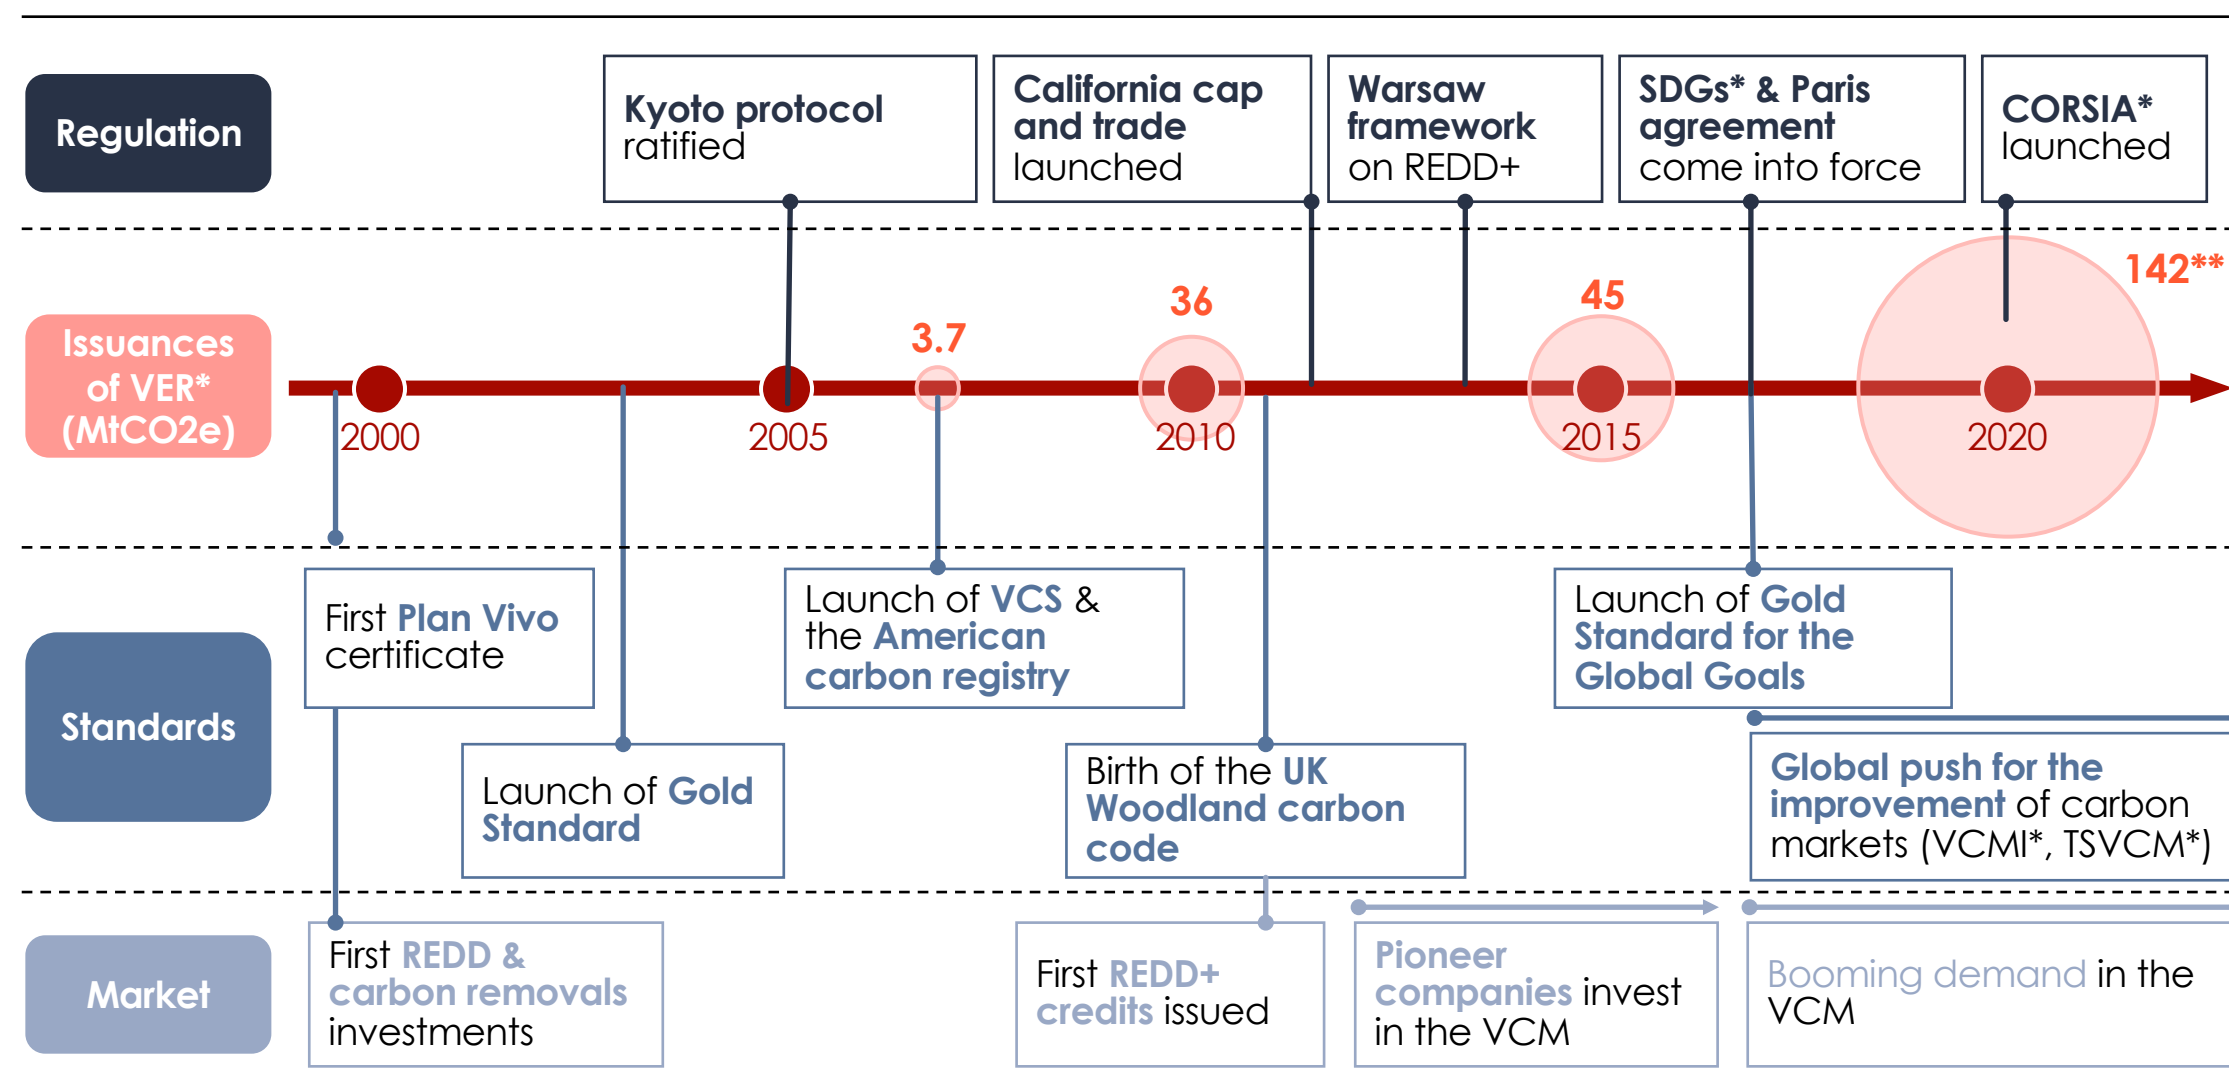 Regulation
Kyoto protocol
ratified
California cap
and trade
launched
Warsaw
framework
on REDD+
SDGs* & Paris
agreement
come into force
CORSIA*
launched
Issuances
of VER*
(MtCO2e)
3.7
36
45
142**
2000
2005
2010
2015
2020
Standards
First Plan Vivo
certificate
Launch of Gold
Standard
Launch of VCS &
the American
carbon registry
Birth of the UK
Woodland carbon
code
Launch of Gold
Standard for the
Global Goals
Global push for the
improvement of carbon
markets (VCMI*, TSVCM*)
Market
First REDD &
carbon removals
investments
First REDD+
credits issued
Pioneer
companies invest
in the VCM
Booming demand in the
VCM